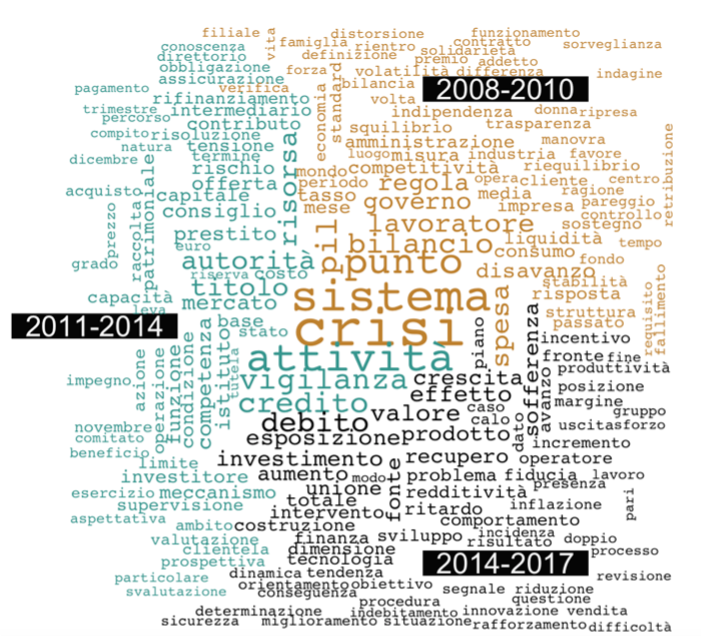 filiale vita distorsione funzionamento
conoscenza famiglia rientro contratto sorveglianza
direttorio definizione solidarietà
obbligazione premio addetto
assicurazione forza volatilità differenza indagine
pagamento verifica bilancia 2008-2010
rifinanziamento economia standard volta
trimestre intermediario indipendenza donna ripresa
percorso contributo squilibrio trasparenza
compito risoluzione risorsa
natura tensione amministrazione manovra
dicembre termine luogo misura industria favore
rischio mondo competitività riequilibrio retribuzione
offerta periodo regola opera cliente centro
acquisto patrimoniale capitale tasso governo media ragione
consiglio mese impresa pareggio
prezzo raccolta lavoratore controllo
prestito pil sostegno
euro bilancio liquidità tempo
autorità punto consumo
grado riserva costo disavanzo fondo
titolo stabilità
capacità mercato sistema risposta
leva spesa struttura requisito fallimento
2011-2014 base crisi passato
stato piano sofferenza incentivo
attività fronte fine
azione operazione funzione condizione competenza istituto tutela produttività
impegno vigilanza crescita posizione
credito effetto avanzo margine
debito valore caso gruppo
novembre calo uscita sforzo
comitato esposizione prodotto dato incremento
beneficio investimento recupero operatore
limite
investitore aumento modo fonte problema fiducia lavoro
esercizio meccanismo unione redditività presenza
supervisione totale inflazione pari
aspettativa intervento ritardo
ambito costruzione comportamento
valutazione finanza sviluppo incidenza
clientela dimensione risultato doppio
prospettiva tecnologia 2014-2017 processo
particolare dinamica tendenza revisione
svalutazione orientamento obiettivo segnale riduzione
conseguenza
procedura questione
determinazione indebitamento innovazione vendita
sicurezza miglioramento situazione rafforzamento difficoltà